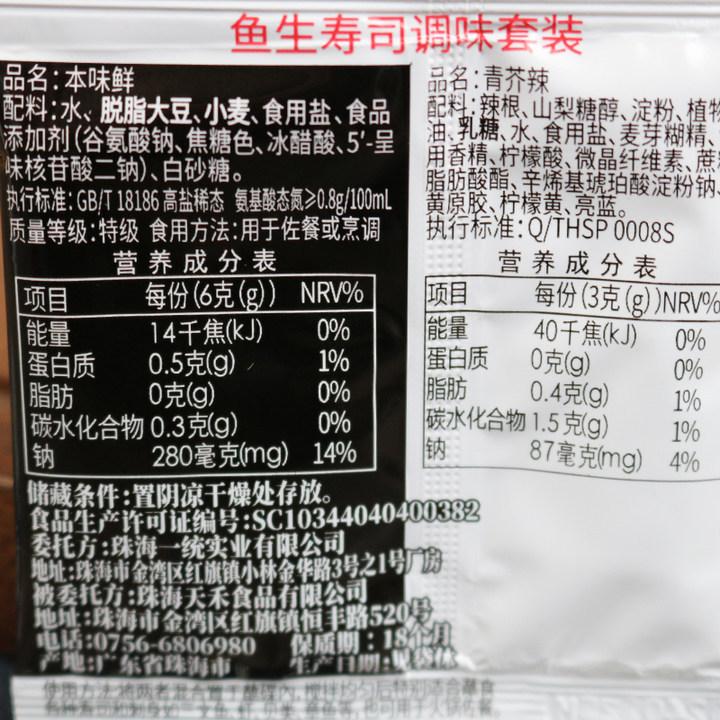 鱼生寿司调味套装
品名：本味鲜
配料：水、脱脂大豆、小麦、食用盐、食品
添加剂（谷氨酸钠、焦糖色、冰醋酸、5'-呈
味核苷酸二钠）、白砂糖。
执行标准：GB/T 18186 高盐稀态 氨基酸态氮≥0.8g/100mL
质量等级：特级 食用方法：用于佐餐或烹调
营养成分表
项目 每份(6克(g)) NRV%
能量 14千焦(kJ) 0%
蛋白质 0.5克(g) 1%
脂肪 0克(g) 0%
碳水化合物 0.3克(g) 0%
钠 280毫克(mg) 14%
品名：青芥辣
配料：辣根、山梨糖醇、淀粉、植物
油、乳糖、水、食用盐、麦芽糊精、
用香精、柠檬酸、微晶纤维素、蔗
脂肪酸酯、辛烯基琥珀酸淀粉钠
黄原胶、柠檬黄、亮蓝。
执行标准：Q/THSP 0008S
营养成分表
项目 每份(3克(g)) NRV%
能量 40千焦(kJ) 0%
蛋白质 0克(g) 0%
脂肪 0.4克(g) 1%
碳水化合物 1.5克(g) 1%
钠 87毫克(mg) 4%
储藏条件：置阴凉干燥处存放。
食品生产许可证编号：SC10344040400382
委托方：珠海一统实业有限公司
地址：珠海市金湾区红旗镇小林金华路3号之21号厂房
被委托方：珠海天禾食品有限公司
地址：珠海市金湾区红旗镇恒丰路520号
电话：0756-6806980 保质期：18个月
产地：广东省珠海市 生产日期：见袋体